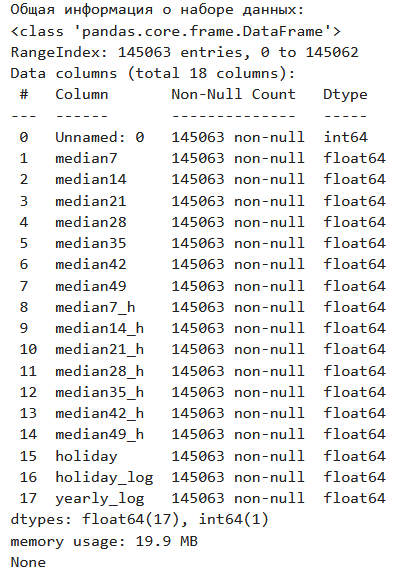 Общая информация о наборе данных:
<class 'pandas.core.frame.DataFrame'>
RangeIndex: 145063 entries, 0 to 145062
Data columns (total 18 columns):
 #   Column       Non-Null Count   Dtype
---  ------       --------------   -----
 0   Unnamed: 0   145063 non-null  int64
 1   median7      145063 non-null  float64
 2   median14     145063 non-null  float64
 3   median21     145063 non-null  float64
 4   median28     145063 non-null  float64
 5   median35     145063 non-null  float64
 6   median42     145063 non-null  float64
 7   median49     145063 non-null  float64
 8   median7_h    145063 non-null  float64
 9   median14_h   145063 non-null  float64
 10  median21_h   145063 non-null  float64
 11  median28_h   145063 non-null  float64
 12  median35_h   145063 non-null  float64
 13  median42_h   145063 non-null  float64
 14  median49_h   145063 non-null  float64
 15  holiday      145063 non-null  float64
 16  holiday_log  145063 non-null  float64
 17  yearly_log   145063 non-null  float64
dtypes: float64(17), int64(1)
memory usage: 19.9 MB
None